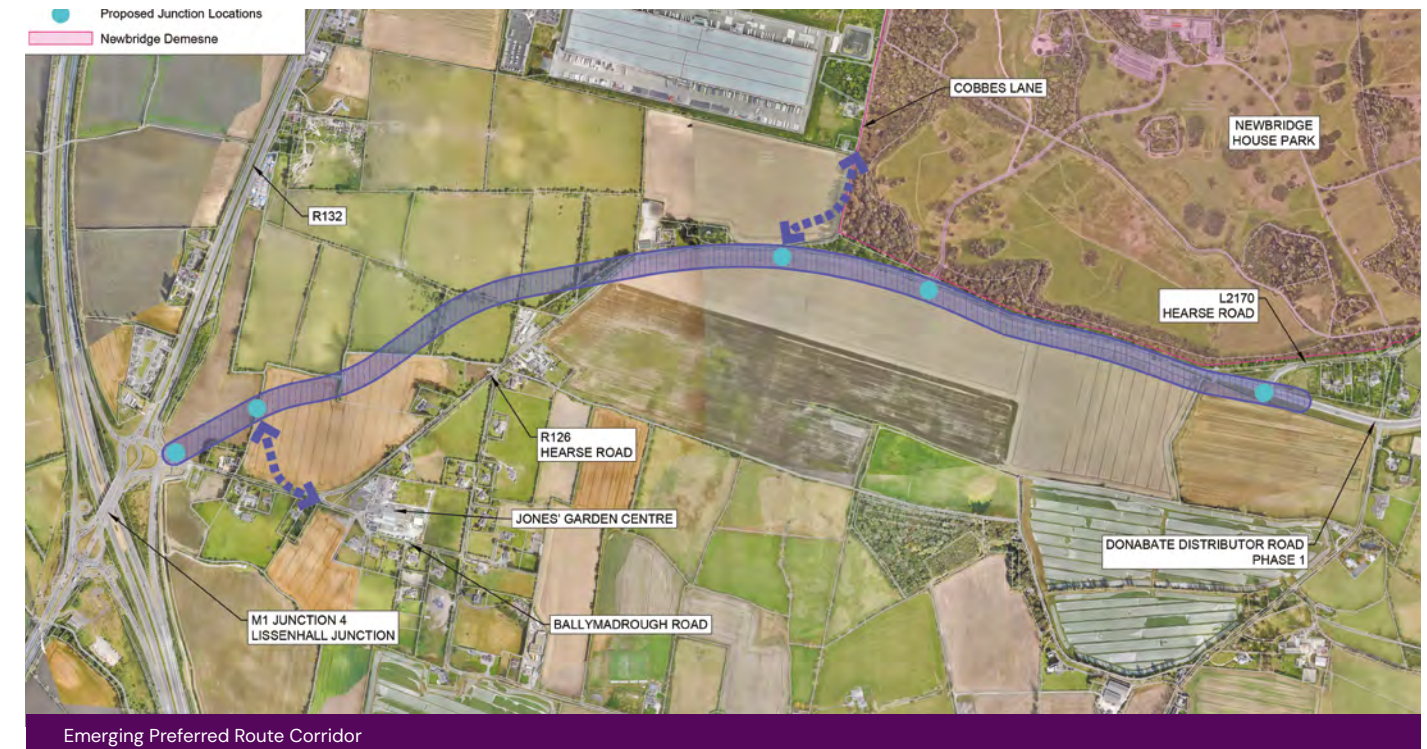 Proposed Junction Locations
Newbridge Demesne
COBBES LANE
NEWBRIDGE
HOUSE PARK
R132
L2170
HEARSE ROAD
R126
HEARSE ROAD
JONES' GARDEN CENTRE
DONABATE DISTRIBUTOR ROAD
PHASE 1
M1 JUNCTION 4
LISSENHALL JUNCTION
BALLYMADROUGH ROAD
Emerging Preferred Route Corridor